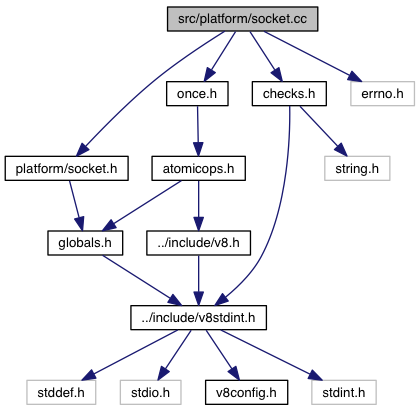 src/platform/socket.cc
once.h
checks.h
errno.h
platform/socket.h
atomicops.h
string.h
globals.h
../include/v8.h
../include/v8stdint.h
stddef.h
stdio.h
v8config.h
stdint.h